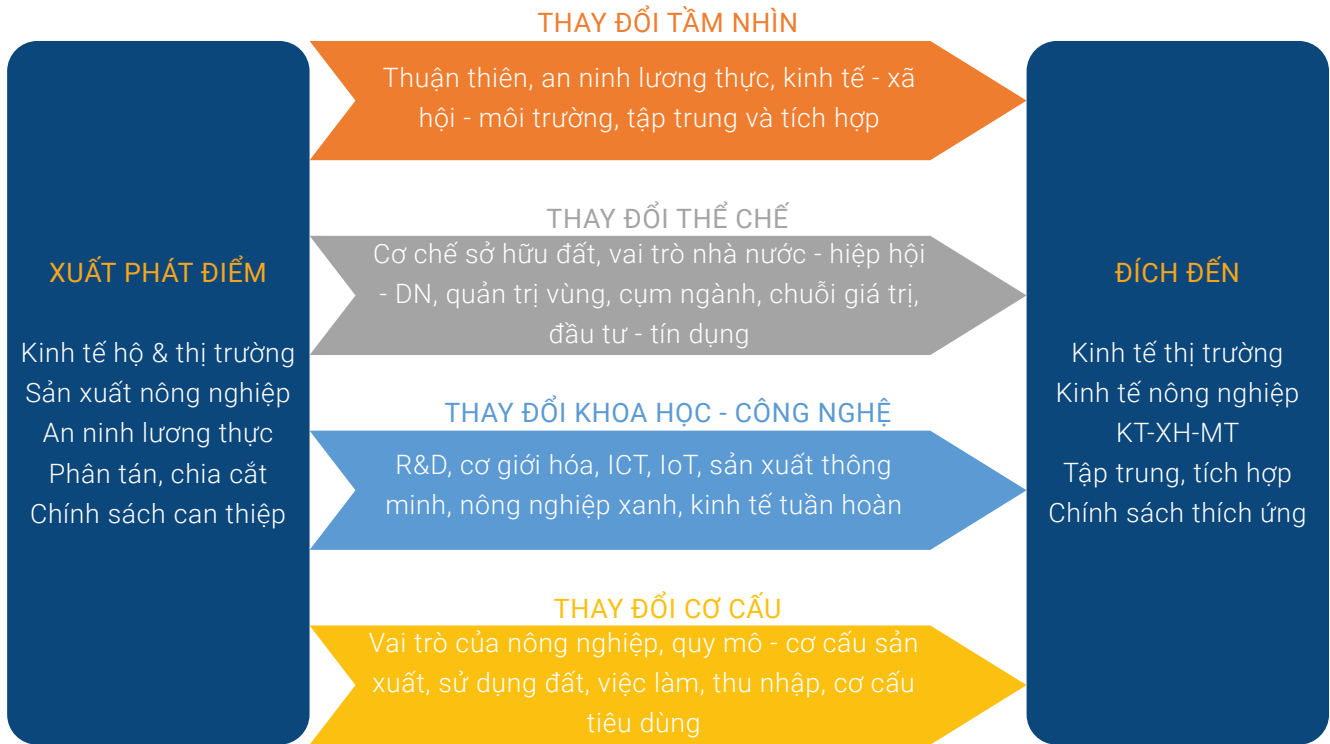 THAY ĐỔI TẦM NHÌN
Thuận thiên, an ninh lương thực, kinh tế - xã
hội - môi trường, tập trung và tích hợp
THAY ĐỔI THỂ CHẾ
Cơ chế sở hữu đất, vai trò nhà nước - hiệp hội
- DN, quản trị vùng, cụm ngành, chuỗi giá trị,
đầu tư - tín dụng
XUẤT PHÁT ĐIỂM
Kinh tế hộ & thị trường
Sản xuất nông nghiệp
An ninh lương thực
Phân tán, chia cắt
Chính sách can thiệp
THAY ĐỔI KHOA HỌC - CÔNG NGHỆ
R&D, cơ giới hóa, ICT, IoT, sản xuất thông
minh, nông nghiệp xanh, kinh tế tuần hoàn
THAY ĐỔI CƠ CẤU
Vai trò của nông nghiệp, quy mô - cơ cấu sản
xuất, sử dụng đất, việc làm, thu nhập, cơ cấu
tiêu dùng
ĐÍCH ĐẾN
Kinh tế thị trường
Kinh tế nông nghiệp
KT-XH-MT
Tập trung, tích hợp
Chính sách thích ứng